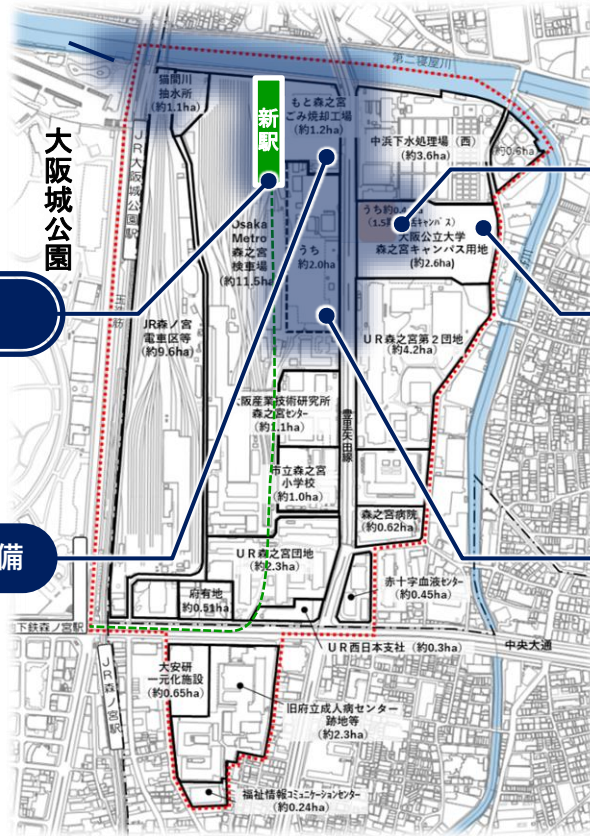 第二寝屋川
猫間川
抽水所
(約1.1ha)
新駅
もと森之宮
ごみ焼却工場
(約1.2ha)
中浜下水処理場（西）
(約3.6ha)
約0.6ha
大阪城公園
JR大阪城公園駅
Osaka
Metro
森之宮
検車場
(約11.5ha)
うち
約2.0ha
大阪公立大学
森之宮キャンパス用地
(約2.6ha)
JR森ノ宮
電車区等
(約9.6ha)
UR森之宮第２団地
(約4.2ha)
大阪産業技術研究所
森之宮センター
(約1.1ha)
豊里矢田線
市立森之宮
小学校
(約1.0ha)
森之宮病院
(約0.62ha)
備
UR森之宮団地
(約2.3ha)
赤十字血液センター
(約0.45ha)
府有地
約0.51ha
下鉄森ノ宮駅
UR西日本支社（約0.3ha）
中央大通
JR森ノ宮駅
大安研
一元化施設
(約0.65ha)
旧府立成人病センター
跡地等
(約2.3ha)
福祉情報コミュニケーションセンター
(約0.24ha)